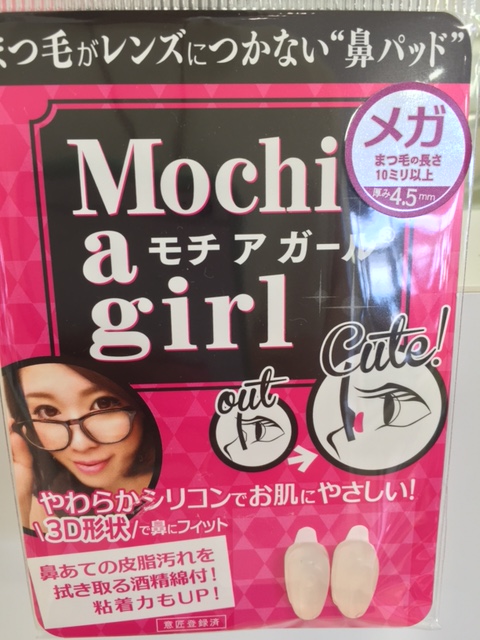 まつ毛がレンズにつかない“鼻パッド”
メガ
まつ毛の長さ
10ミリ以上
厚み4.5mm
Mochi
a モチ ア ガール
girl
out
Cute!
やわらかシリコンでお肌にやさしい!
\3D形状/で鼻にフィット
鼻あての皮脂汚れを
拭き取る酒精綿付!
粘着力もUP!
意匠登録済